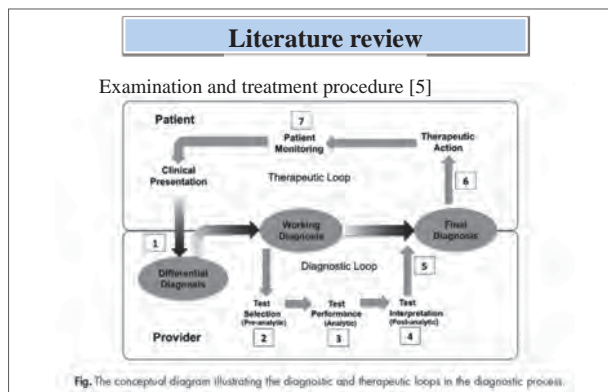 Literature review
Examination and treatment procedure [5]
Patient
7
Patient
Monitoring
Therapeutic
Action
Clinical
Presentation
Therapeutic Loop
6
1
Working
Diagnosis
Final
Diagnosis
Differential
Diagnosis
Diagnostic Loop
5
Test
Selection
(Pre-analytic)
2
Test
Performance
(Analytic)
3
Test
Interpretation
(Post-analytic)
4
Provider
Fig. The conceptual diagram illustrating the diagnostic and therapeutic loops in the diagnostic process.